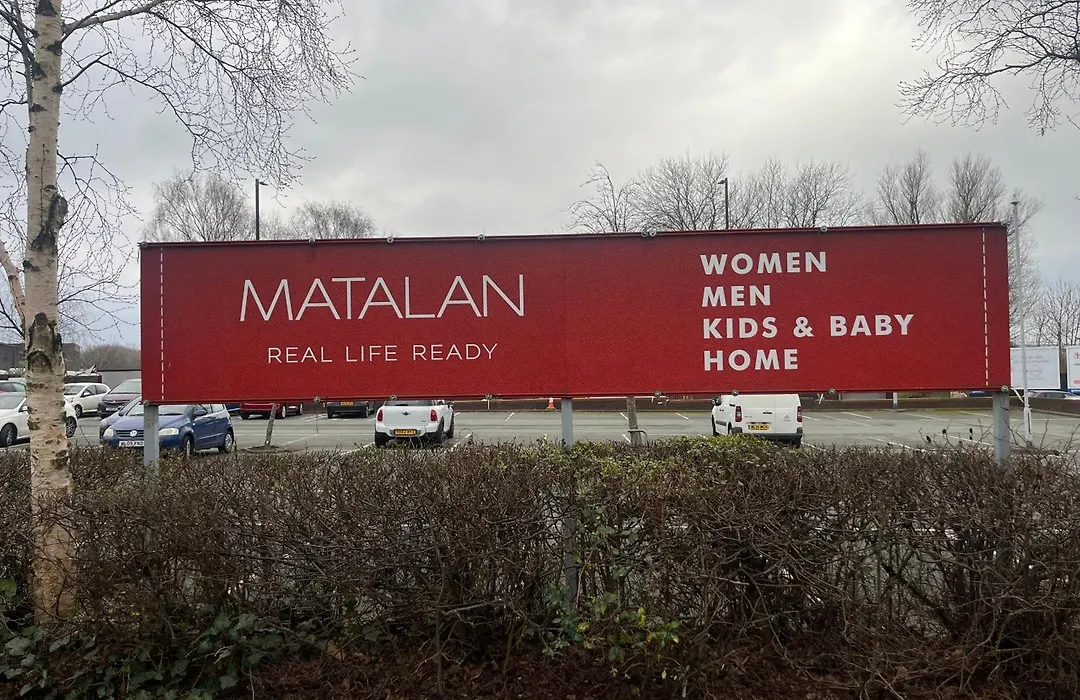 MATALAN
REAL LIFE READY
WOMEN
MEN
KIDS & BABY
HOME